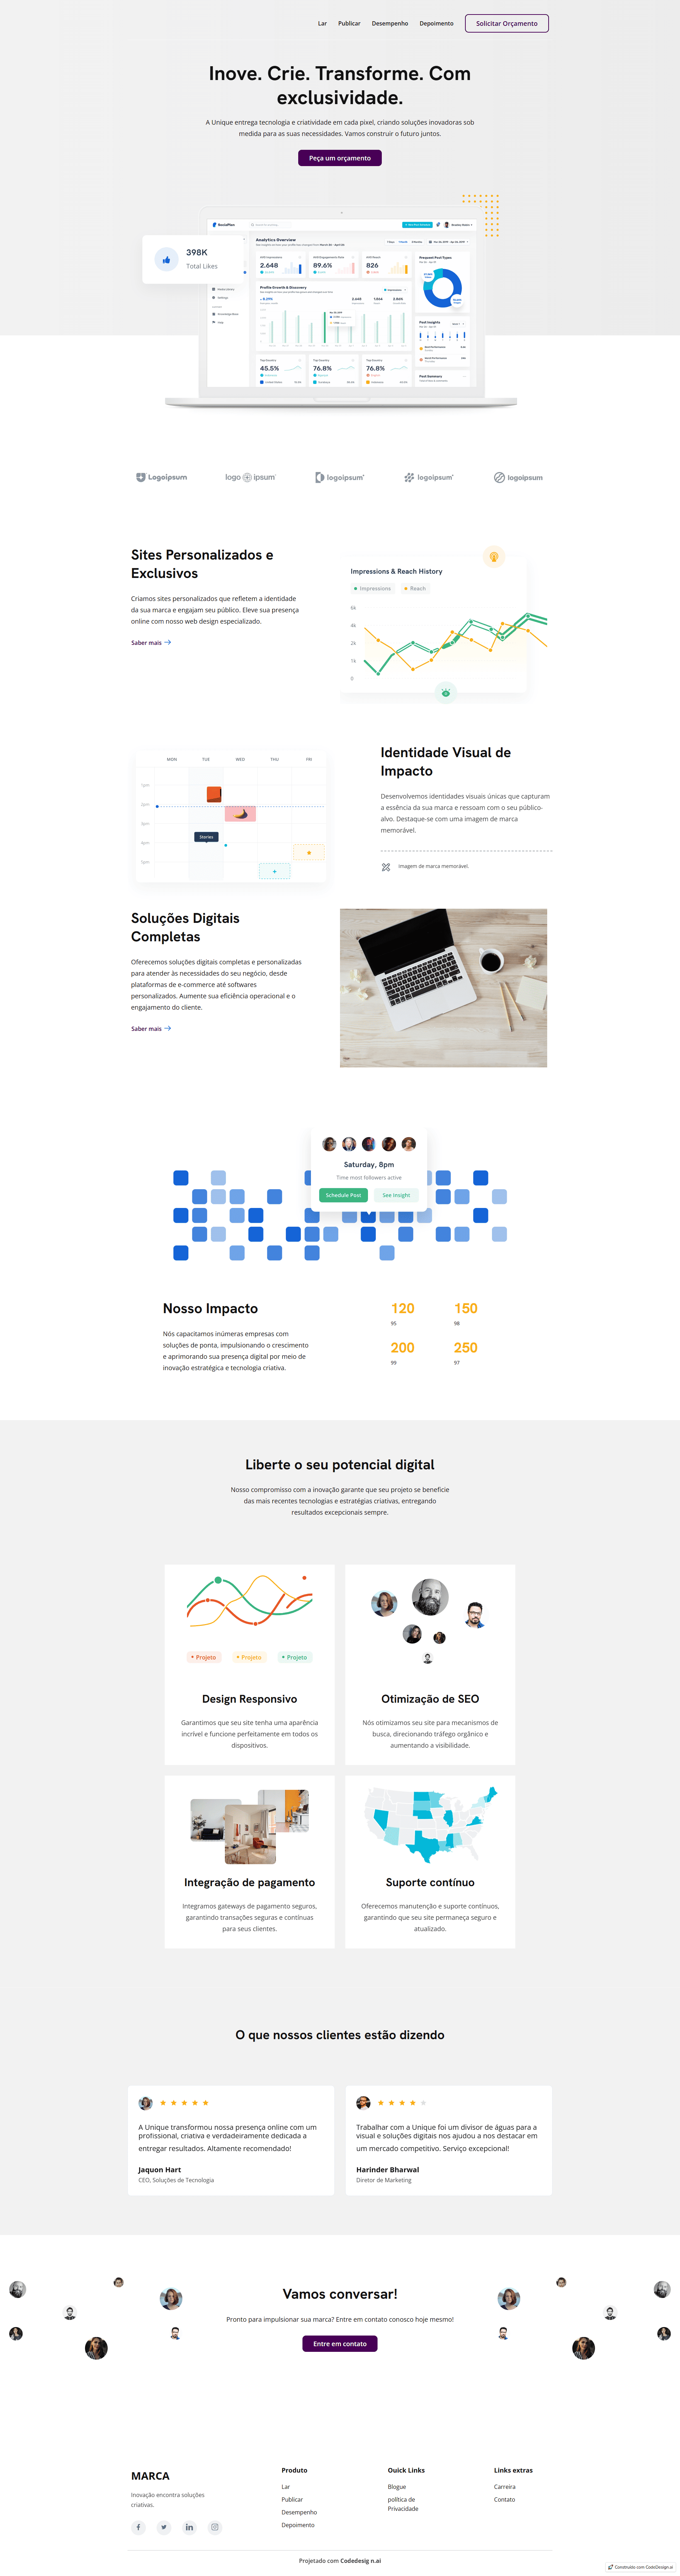 Lar Publicar Desempenho Depoimento Solicitar Orçamento
Inove. Crie. Transforme. Com
exclusividade.
A Unique entrega tecnologia e criatividade em cada pixel, criando soluções inovadoras sob
medida para as suas necessidades. Vamos construir o futuro juntos.
Peça um orçamento
Analytics Overview
398K
Total Likes
2.648 89.6% 826
Profile Growth & Discovery
45.5% 76.8% 76.8%
Logoipsum logo ipsum logoipsum logoipsum logoipsum
Sites Personalizados e
Exclusivos
Criamos sites personalizados que refletem a identidade
da sua marca e engajam seu público. Eleve sua presença
online com nosso web design especializado.
Saber mais
Impressions & Reach History
Impressions Reach
6k
4k
2k
1k
0
MON TUE WED THU FRI
1pm
2pm
3pm
4pm
5pm
Stories
Identidade Visual de
Impacto
Desenvolvemos identidades visuais únicas que capturam
a essência da sua marca e ressoam com o seu público-
alvo. Destaque-se com uma imagem de marca
memorável.
Imagem de marca memorável.
Soluções Digitais
Completas
Oferecemos soluções digitais completas e personalizadas
para atender às necessidades do seu negócio, desde
plataformas de e-commerce até softwares
personalizados. Aumente sua eficiência operacional e o
engajamento do cliente.
Saber mais
Saturday, 8pm
Time most followers active
Schedule Post See Insight
Nosso Impacto
Nós capacitamos inúmeras empresas com
soluções de ponta, impulsionando o crescimento
e aprimorando sua presença digital por meio de
inovação estratégica e tecnologia criativa.
120 150
95 98
200 250
99 97
Liberte o seu potencial digital
Nosso compromisso com a inovação garante que seu projeto se beneficie
das mais recentes tecnologias e estratégias criativas, entregando
resultados excepcionais sempre.
Projeto Projeto Projeto
Design Responsivo
Garantimos que seu site tenha uma aparência
incrível e funcione perfeitamente em todos os
dispositivos.
Otimização de SEO
Nós otimizamos seu site para mecanismos de
busca, direcionando tráfego orgânico e
aumentando a visibilidade.
Integração de pagamento
Integramos gateways de pagamento seguros,
garantindo transações seguras e contínuas
para seus clientes.
Suporte contínuo
Oferecemos manutenção e suporte contínuos,
garantindo que seu site permaneça seguro e
atualizado.
O que nossos clientes estão dizendo
A Unique transformou nossa presença online com um
profissional, criativa e verdadeiramente dedicada a
entregar resultados. Altamente recomendado!
Jaquon Hart
CEO, Soluções de Tecnologia
Trabalhar com a Unique foi um divisor de águas para a
visual e soluções digitais nos ajudou a nos destacar em
um mercado competitivo. Serviço excepcional!
Harinder Bharwal
Diretor de Marketing
Vamos conversar!
Pronto para impulsionar sua marca? Entre em contato conosco hoje mesmo!
Entre em contato
MARCA
Inovação encontra soluções
criativas.
Produto
Lar
Publicar
Desempenho
Depoimento
Ouick Links
Blogue
política de
Privacidade
Links extras
Carreira
Contato
Projetado com Codedesig n.ai
Construído com CodeDesign.ai